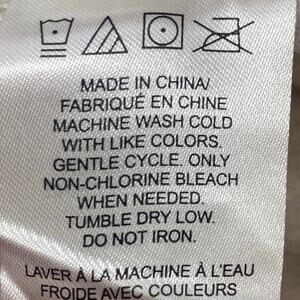 MADE IN CHINA/
FABRIQUÉ EN CHINE
MACHINE WASH COLD
WITH LIKE COLORS.
GENTLE CYCLE. ONLY
NON-CHLORINE BLEACH
WHEN NEEDED.
TUMBLE DRY LOW.
DO NOT IRON.
LAVER À LA MACHINE À L'EAU
FROIDE AVEC COULEURS